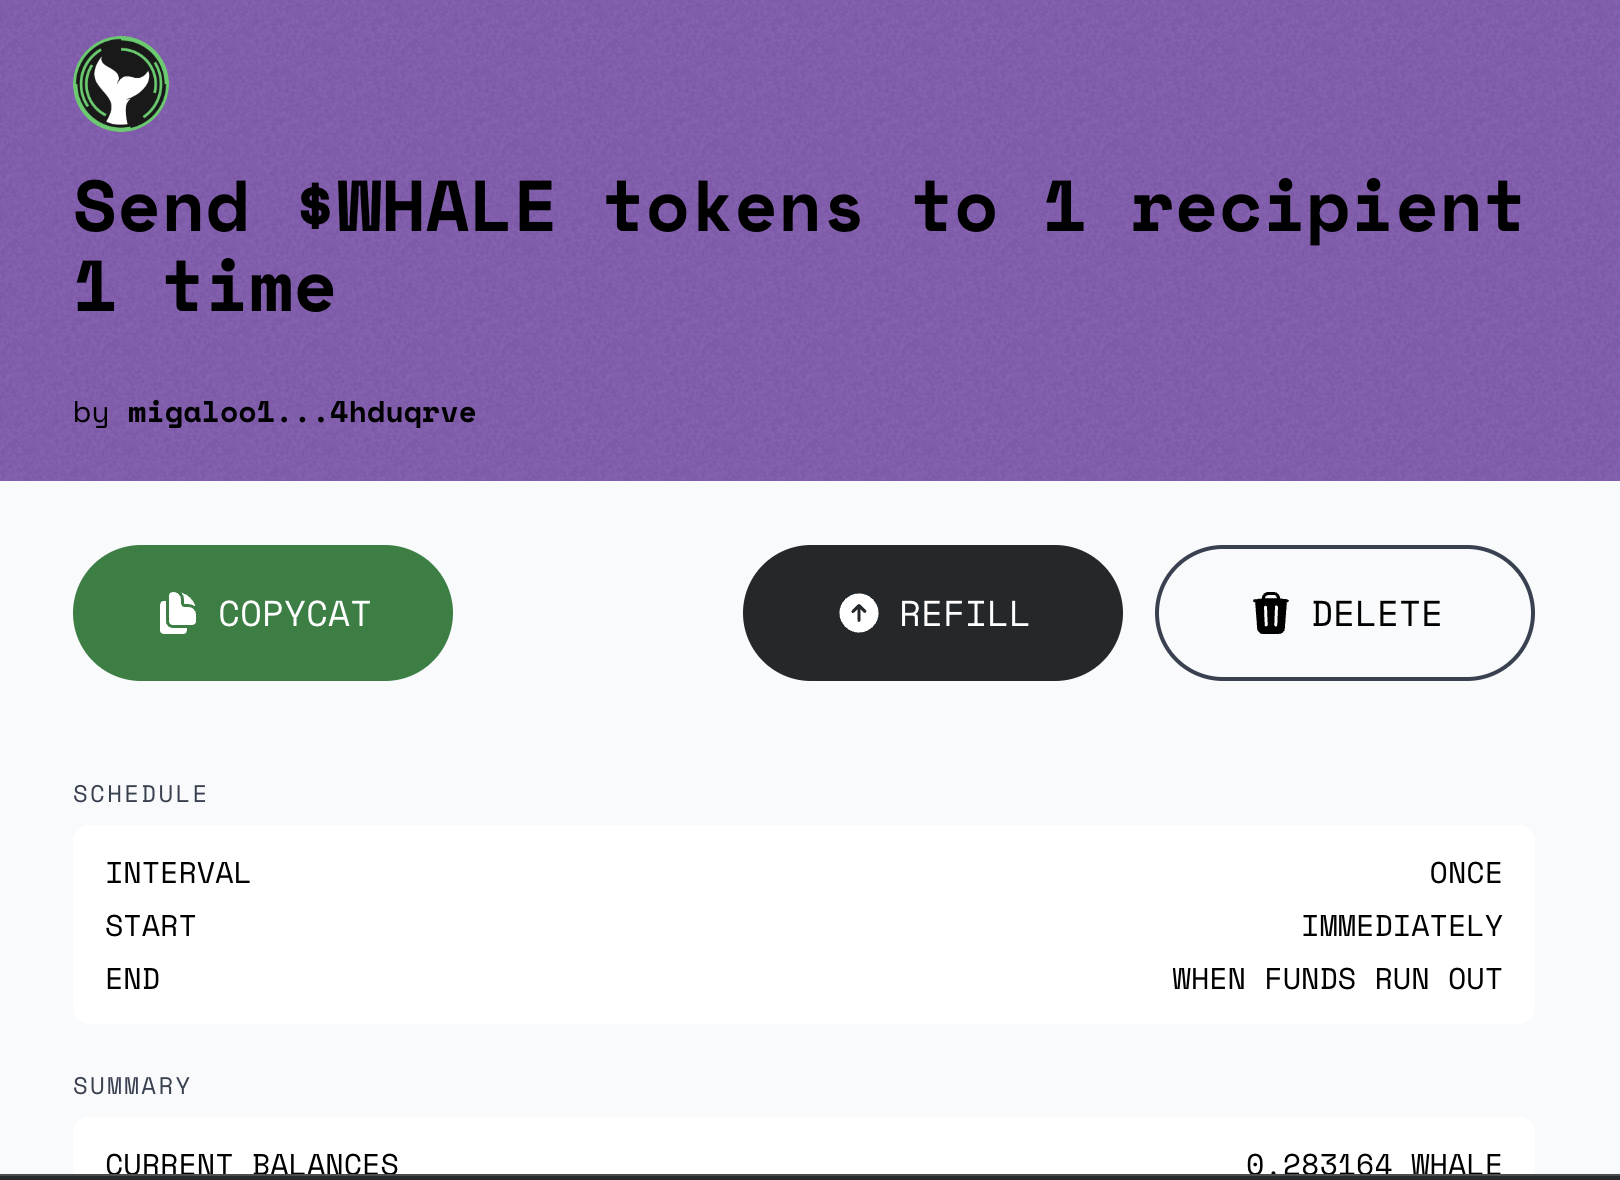 Send $WHALE tokens to 1 recipient
1 time
by migaloo1...4hduqrve
COPYCAT
REFILL
DELETE
SCHEDULE
INTERVAL ONCE
START IMMEDIATELY
END WHEN FUNDS RUN OUT
SUMMARY
CURRENT BALANCES 0.283164 WHALE